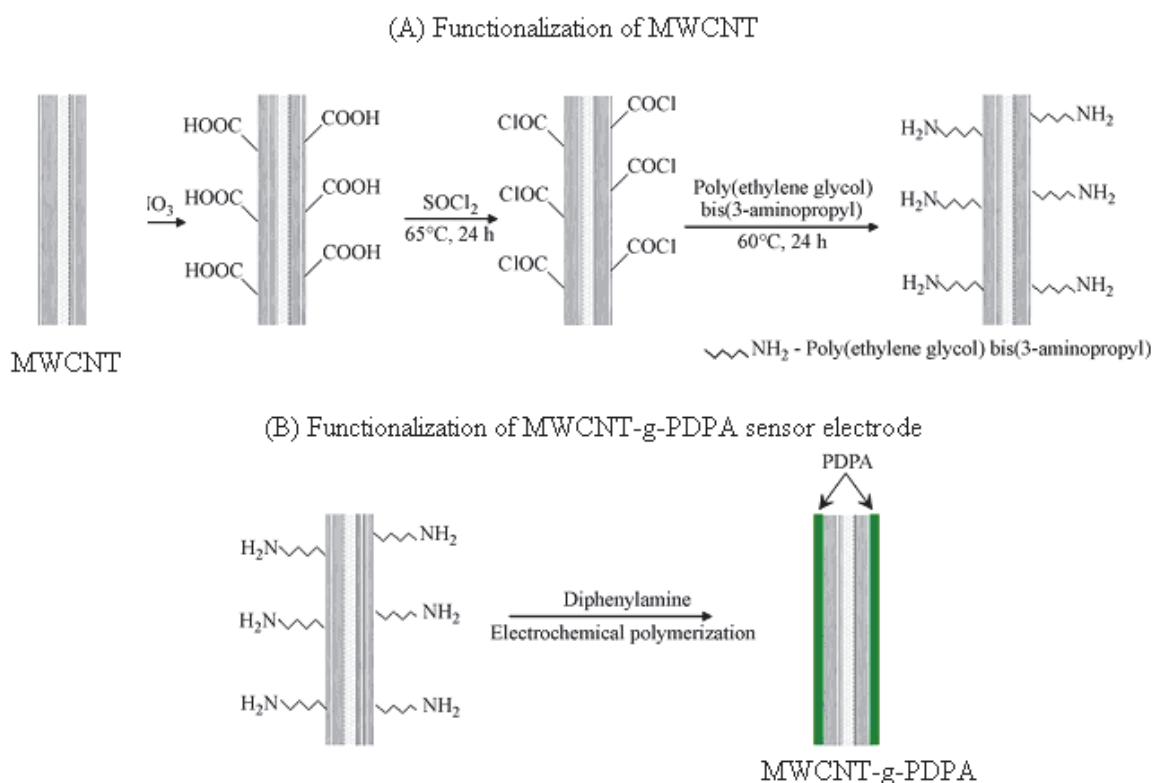 (A) Functionalization of MWCNT
MWCNT
IO₃
HOOC
COOH
HOOC
COOH
HOOC
COOH
SOCl₂
65°C, 24 h
ClOC
COCl
ClOC
COCl
ClOC
COCl
Poly(ethylene glycol)
bis(3-aminopropyl)
60°C, 24 h
H₂N
NH₂
H₂N
NH₂
H₂N
NH₂
NH₂ - Poly(ethylene glycol) bis(3-aminopropyl)
(B) Functionalization of MWCNT-g-PDPA sensor electrode
H₂N
NH₂
H₂N
NH₂
H₂N
NH₂
Diphenylamine
Electrochemical polymerization
PDPA
MWCNT-g-PDPA